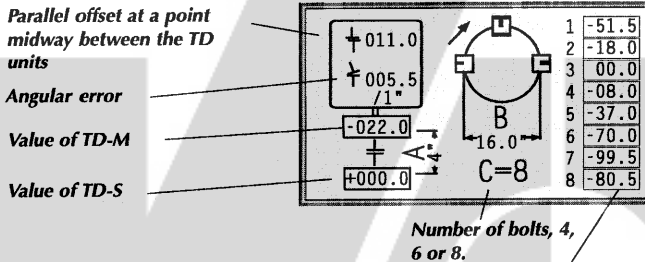 Parallel offset at a point
midway between the TD
units
Angular error
Value of TD-M
Value of TD-S
011.0
005.5
/1"
-022.0
A
4"
+000.0
B
16.0"
C=8
1 -51.5
2 -18.0
3 00.0
4 -08.0
5 -37.0
6 -70.0
7 -99.5
8 -80.5
Number of bolts, 4,
6 or 8.